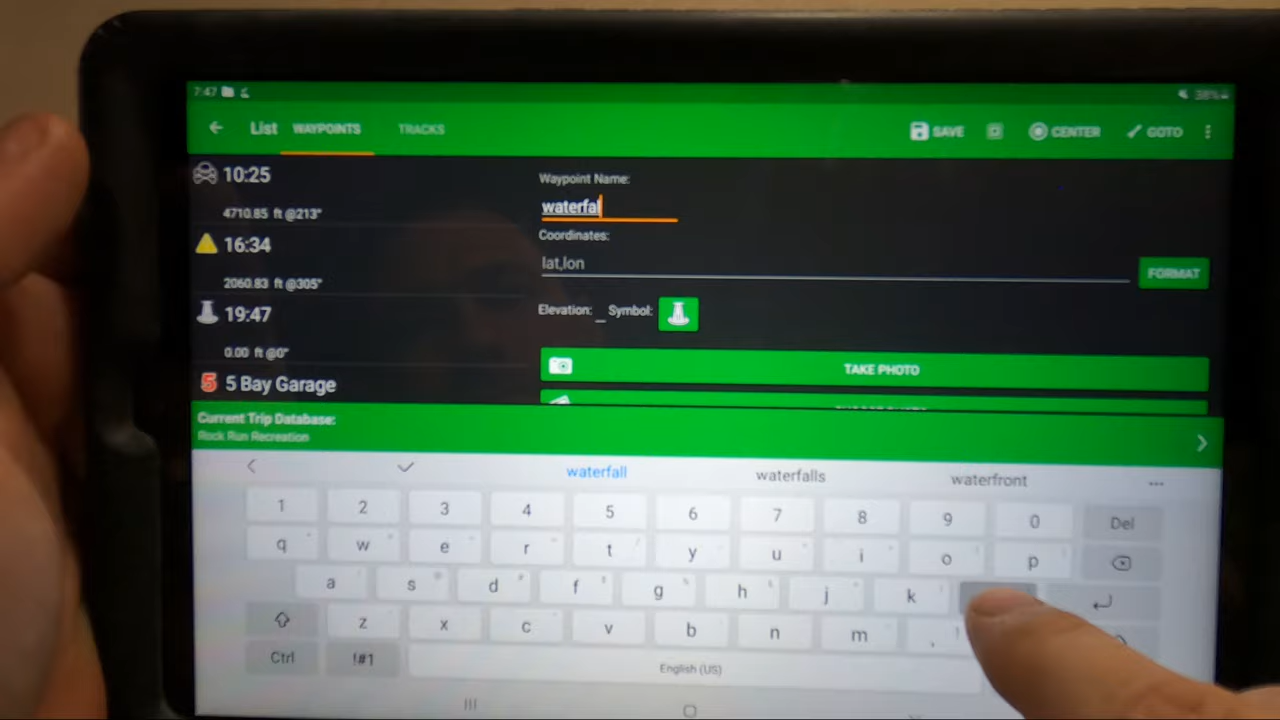 7:47
38%
List WAYPOINTS TRACKS
SAVE CENTER GOTO
10:25
4710.85 ft @213°
16:34
2060.83 ft @305°
19:47
0.00 ft @0°
5 5 Bay Garage
Waypoint Name:
waterfal
Coordinates:
lat,lon
FORMAT
Elevation: _ Symbol:
TAKE PHOTO
Current Trip Database:
Rock Run Recreation
waterfall waterfalls waterfront ...
1 2 3 4 5 6 7 8 9 0 Del
q w e r t y u i o p
a s d f g h j k
z x c v b n m ,
Ctrl !#1 English (US)